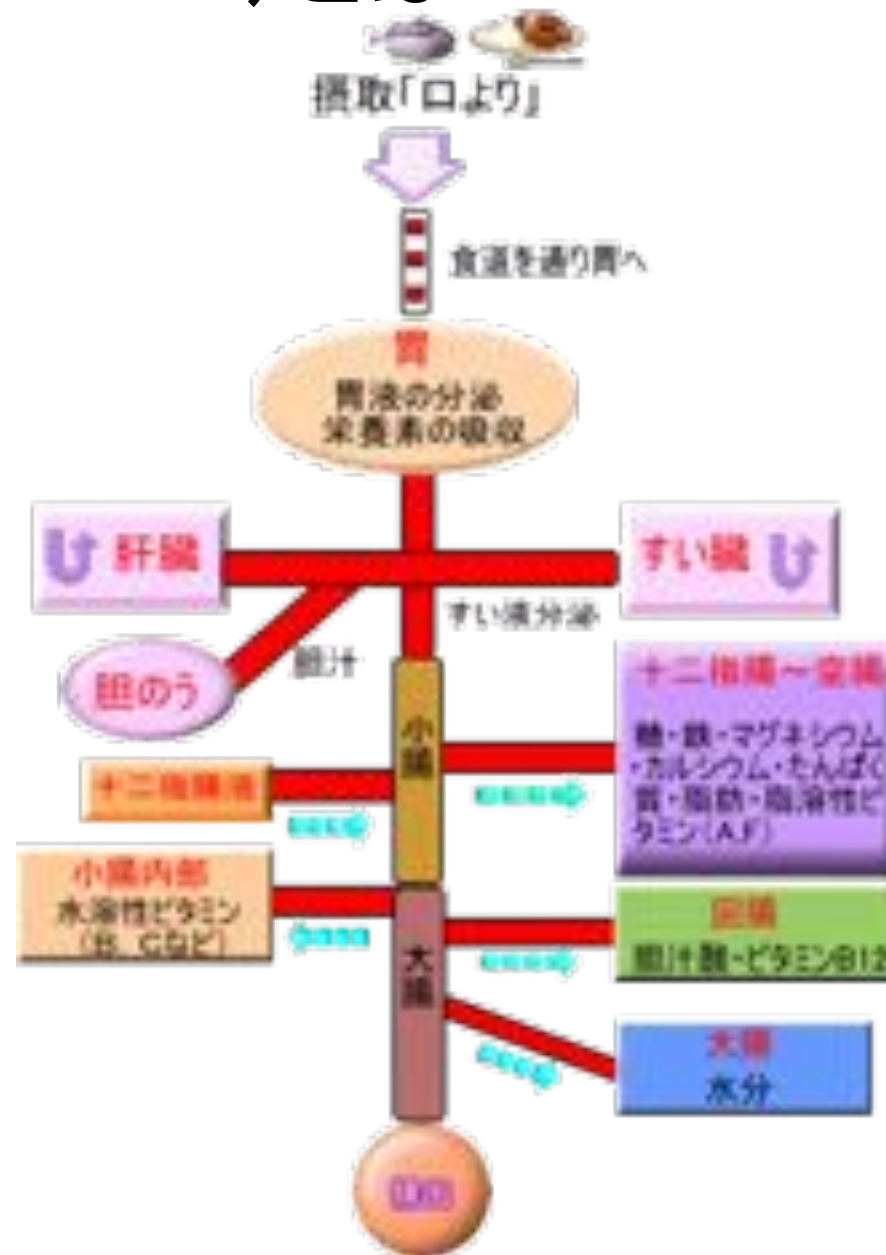 摂取「口より」
食道を通り胃へ
胃
胃液の分泌
栄養素の吸収
肝臓
すい臓
すい液分泌
胆汁
胆のう
小腸
十二指腸〜空腸
糖・鉄・マグネシウム
・カルシウム・たんぱく
質・脂肪・脂溶性ビ
タミン(A,F)
十二指腸液
小腸内部
水溶性ビタミン
(B、Cなど)
大腸
回腸
胆汁酸・ビタミンB12
大腸
水分